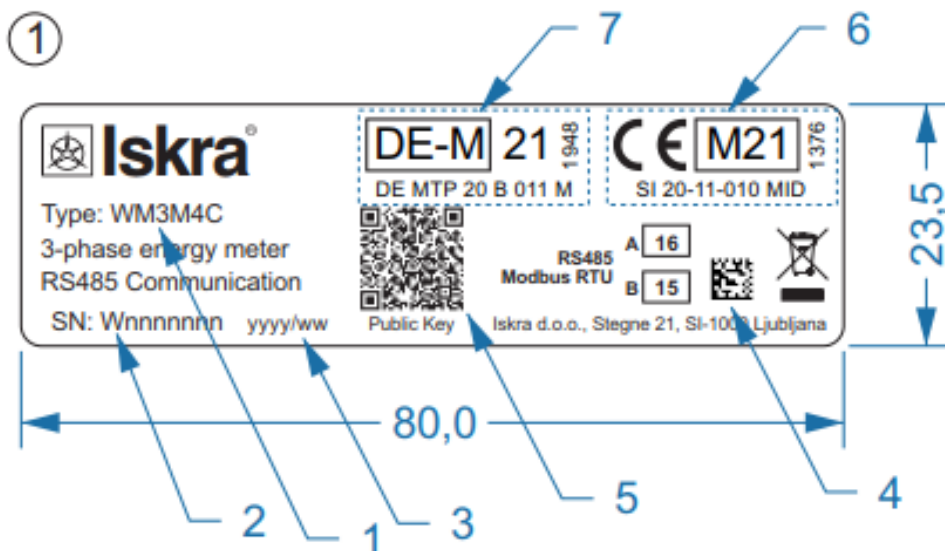 1
7
6
Iskra®
DE-M 21 1948
DE MTP 20 B 011 M
CE M21 1376
SI 20-11-010 MID
Type: WM3M4C
3-phase energy meter
RS485 Communication
SN: Wnnnnnnn yyyy/ww
Public Key
RS485
Modbus RTU
A 16
B 15
Iskra d.o.o., Stegne 21, SI-1000 Ljubljana
23,5
80,0
2
1
3
5
4